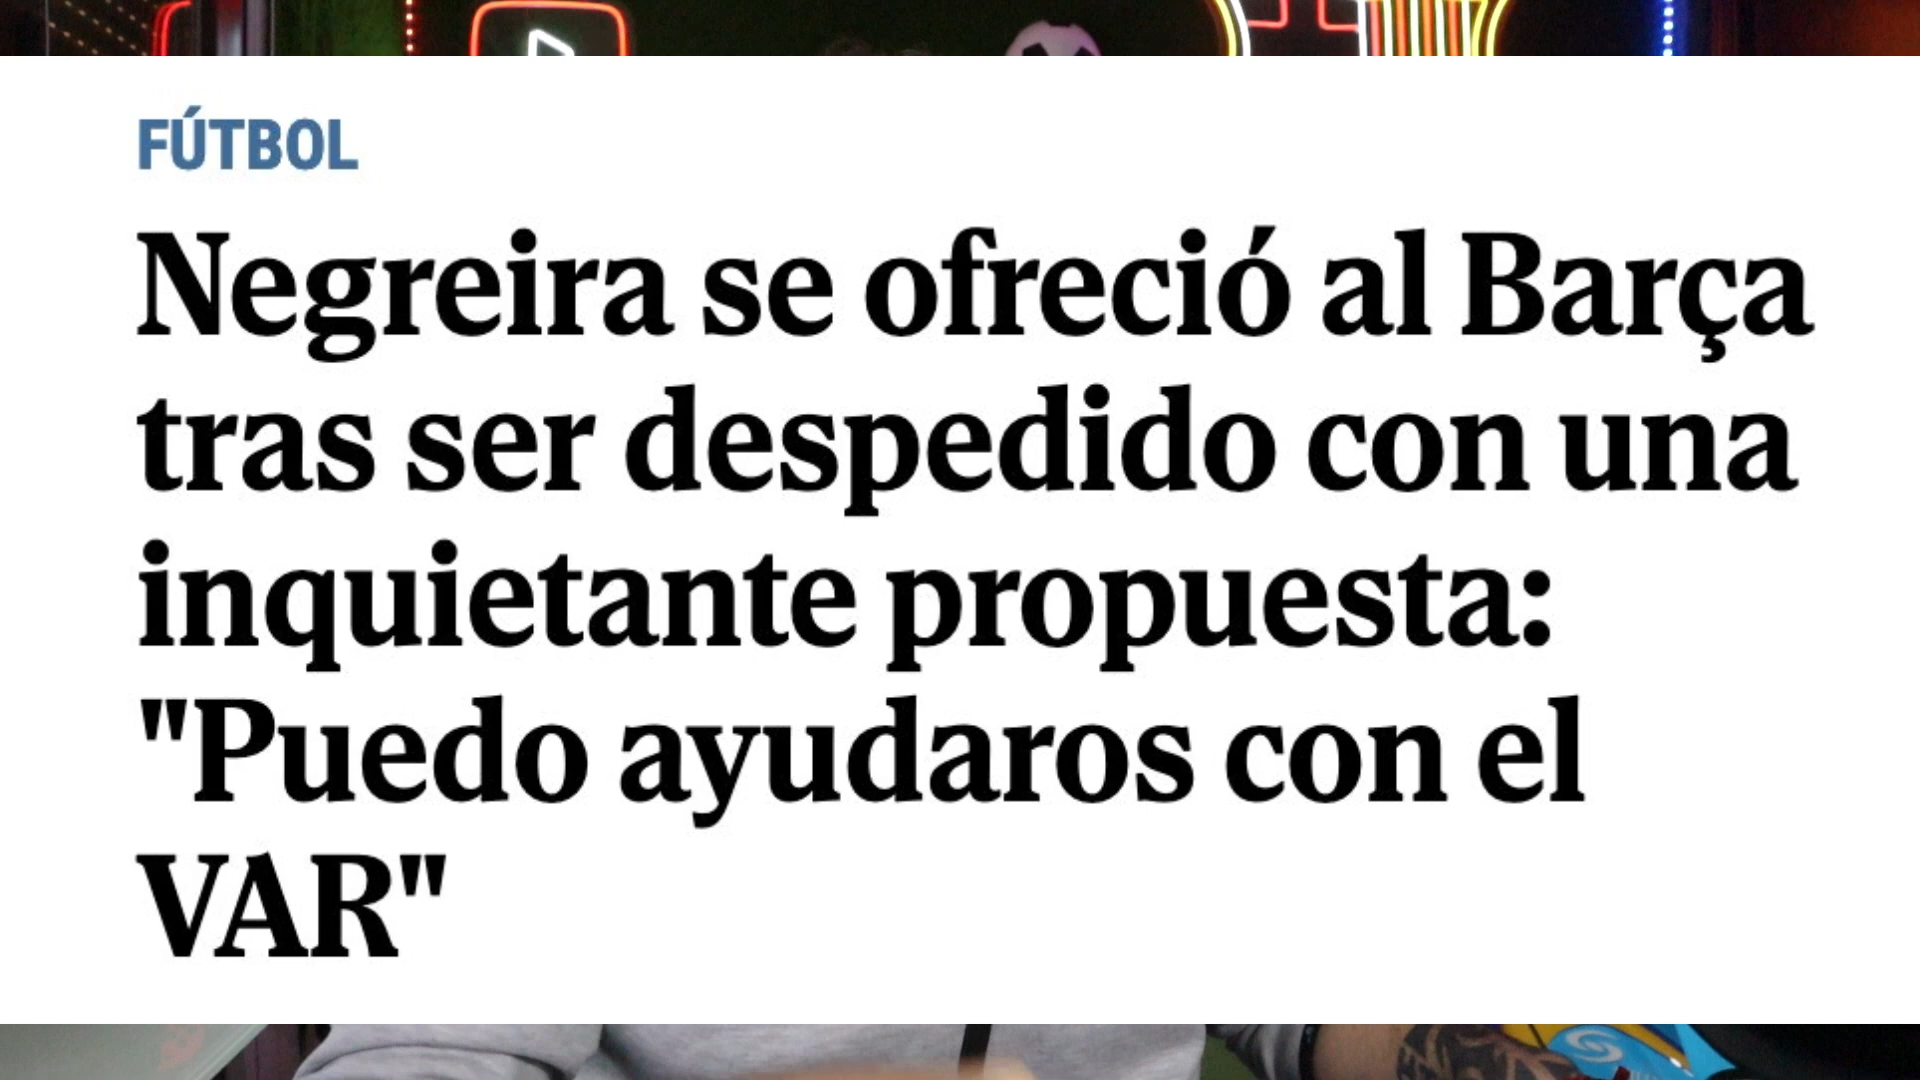 FÚTBOL
Negreira se ofreció al Barça
tras ser despedido con una
inquietante propuesta:
"Puedo ayudaros con el
VAR"